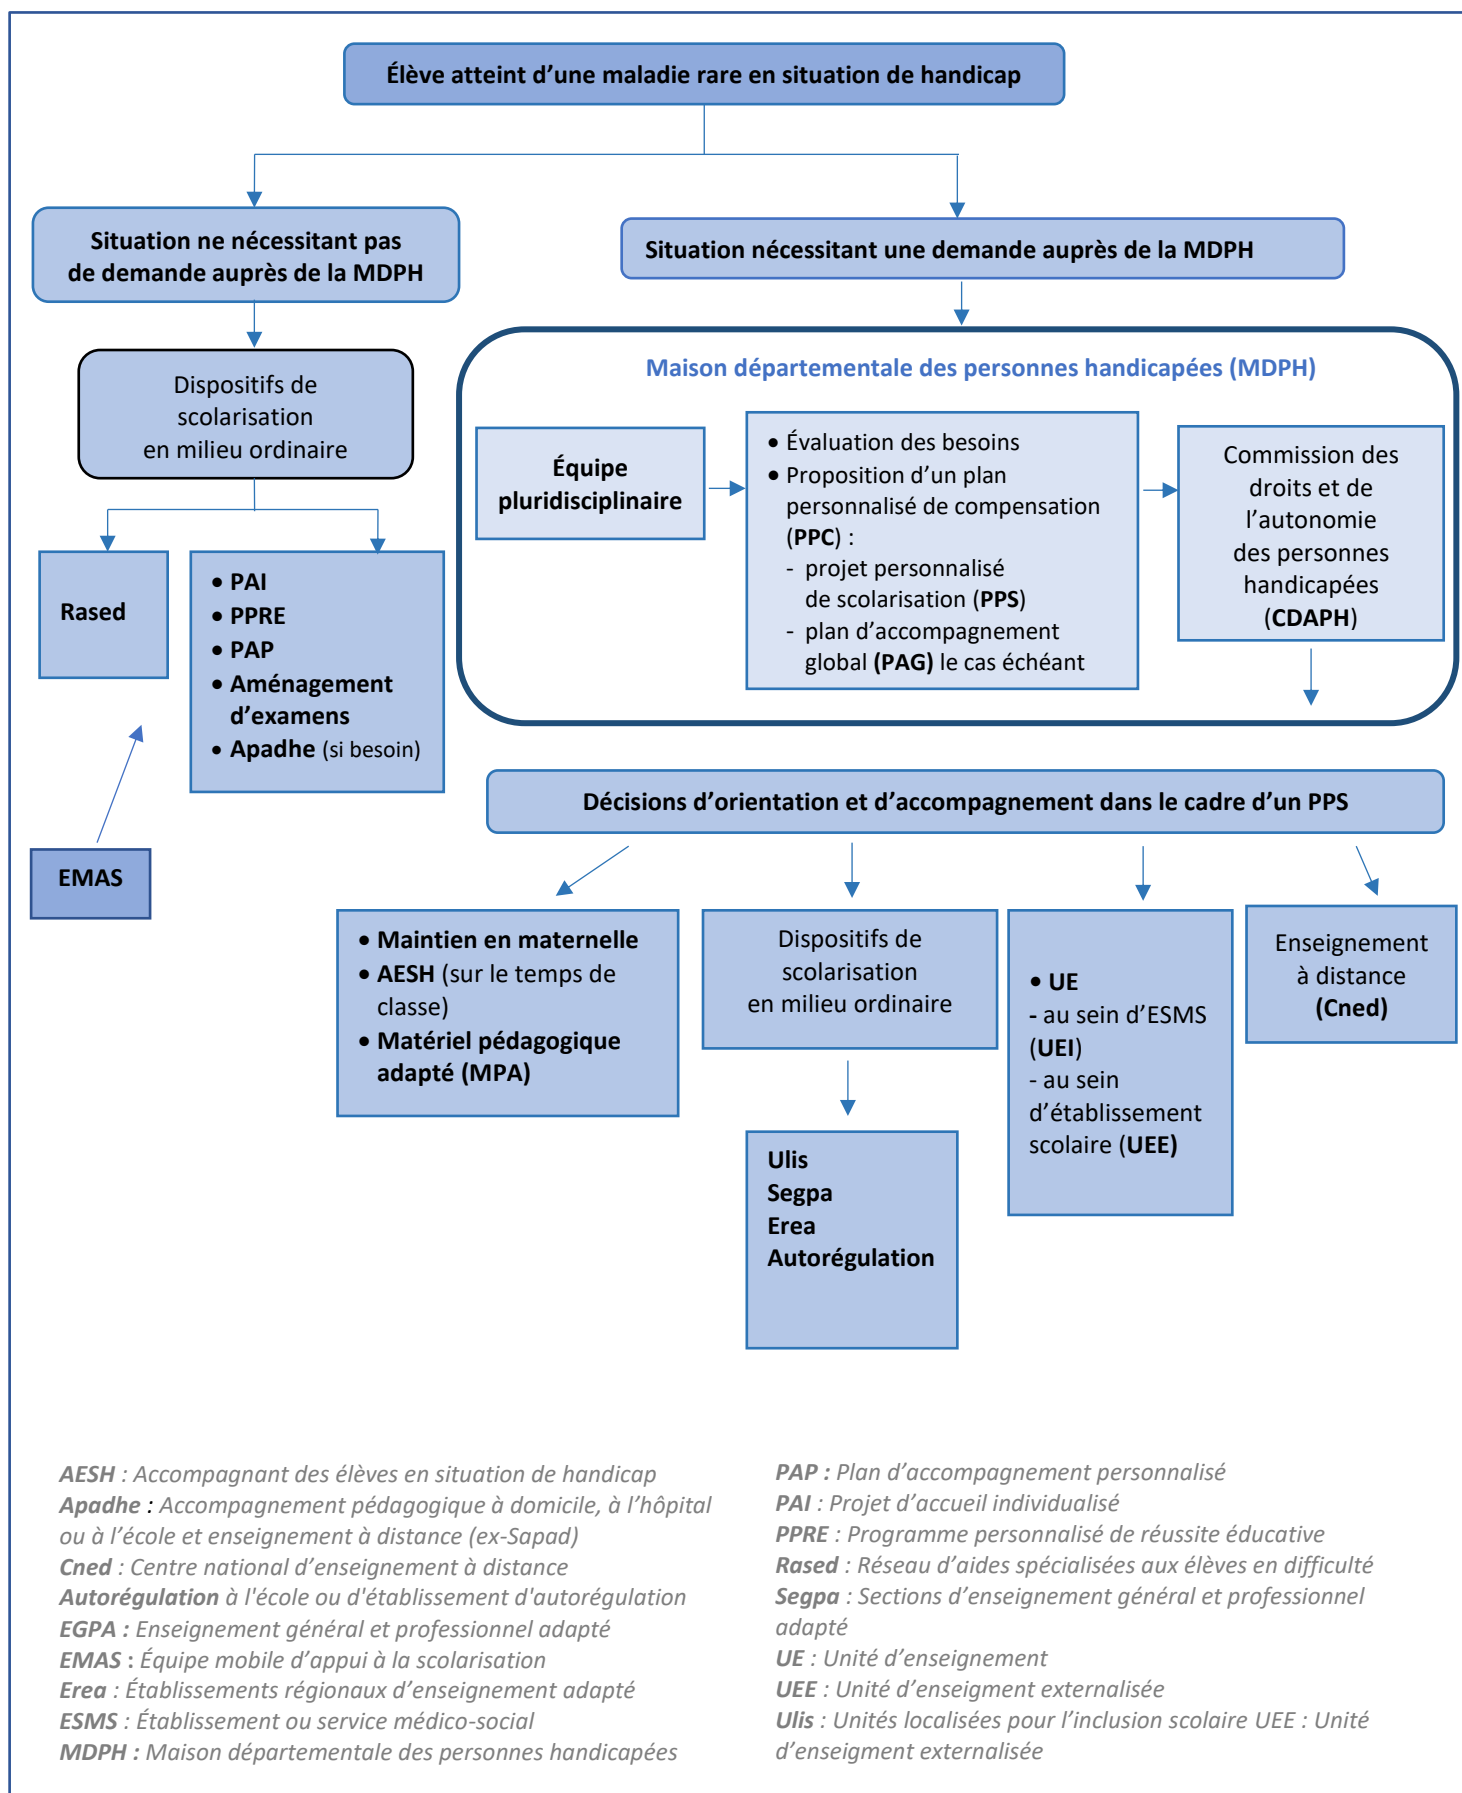 Élève atteint d’une maladie rare en situation de handicap
Situation ne nécessitant pas
de demande auprès de la MDPH
Situation nécessitant une demande auprès de la MDPH
Dispositifs de
scolarisation
en milieu ordinaire
Rased
• PAI
• PPRE
• PAP
• Aménagement
d’examens
• Apadhe (si besoin)
EMAS
Maison départementale des personnes handicapées (MDPH)
Équipe
pluridisciplinaire
• Évaluation des besoins
• Proposition d’un plan
personnalisé de compensation
(PPC) :
- projet personnalisé
de scolarisation (PPS)
- plan d’accompagnement
global (PAG) le cas échéant
Commission des
droits et de
l’autonomie
des personnes
handicapées
(CDAPH)
Décisions d’orientation et d’accompagnement dans le cadre d’un PPS
• Maintien en maternelle
• AESH (sur le temps de
classe)
• Matériel pédagogique
adapté (MPA)
Dispositifs de
scolarisation
en milieu ordinaire
Ulis
Segpa
Erea
Autorégulation
• UE
- au sein d’ESMS
(UEI)
- au sein
d’établissement
scolaire (UEE)
Enseignement
à distance
(Cned)
AESH : Accompagnant des élèves en situation de handicap
Apadhe : Accompagnement pédagogique à domicile, à l’hôpital
ou à l’école et enseignement à distance (ex-Sapad)
Cned : Centre national d’enseignement à distance
Autorégulation à l'école ou d'établissement d'autorégulation
EGPA : Enseignement général et professionnel adapté
EMAS : Équipe mobile d’appui à la scolarisation
Erea : Établissements régionaux d’enseignement adapté
ESMS : Établissement ou service médico-social
MDPH : Maison départementale des personnes handicapées
PAP : Plan d’accompagnement personnalisé
PAI : Projet d’accueil individualisé
PPRE : Programme personnalisé de réussite éducative
Rased : Réseau d’aides spécialisées aux élèves en difficulté
Segpa : Sections d’enseignement général et professionnel
adapté
UE : Unité d’enseignement
UEE : Unité d’enseigment externalisée
Ulis : Unités localisées pour l’inclusion scolaire UEE : Unité
d’enseigment externalisée